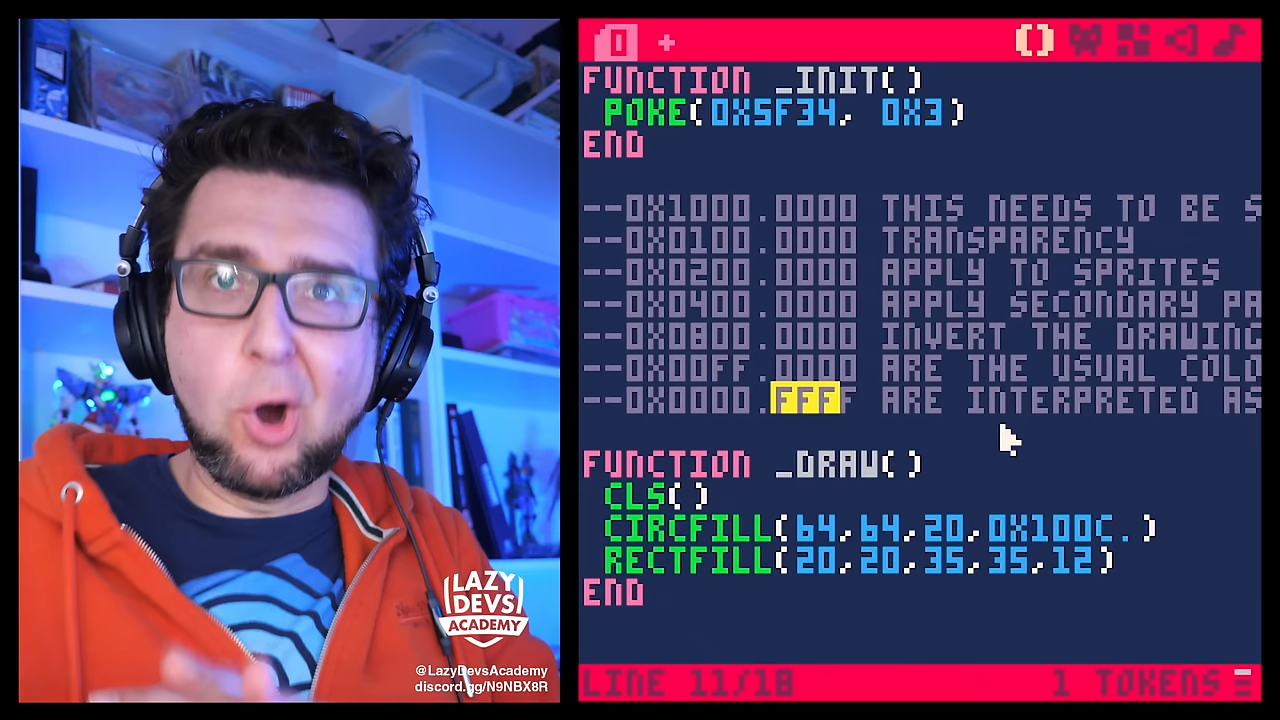 FUNCTION _INIT()
POKE(0X5F34, 0X3)
END
--0X1000.0000 THIS NEEDS TO BE S
--0X0100.0000 TRANSPARENCY
--0X0200.0000 APPLY TO SPRITES
--0X0400.0000 APPLY SECONDARY PA
--0X0800.0000 INVERT THE DRAWING
--0X00FF.0000 ARE THE USUAL COLO
--0X0000.FFFF ARE INTERPRETED AS
FUNCTION _DRAW()
CLS()
CIRCFILL(64,64,20,0X100C.)
RECTFILL(20,20,35,35,12)
END
LINE 11/18 1 TOKENS
LAZY
DEVS
ACADEMY
@LazyDevsAcademy
discord.gg/N9NBX8R